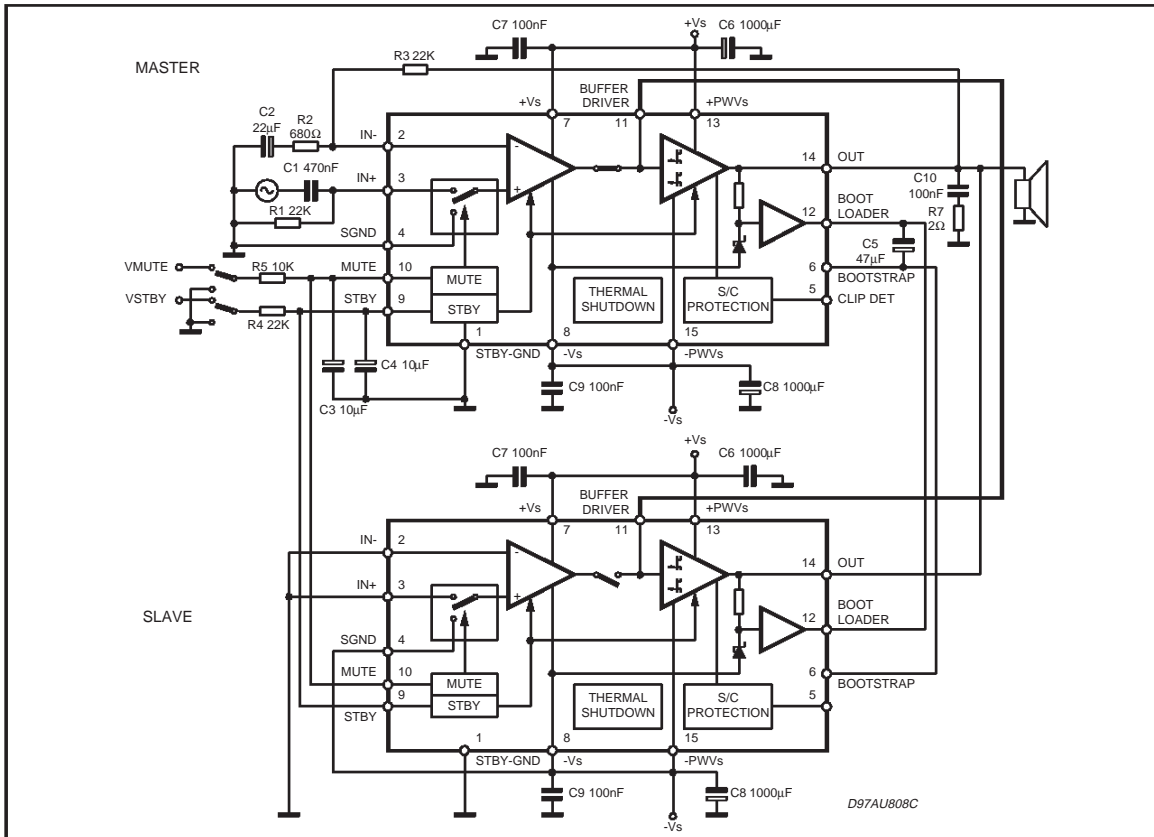 C7 100nF
+Vs
C6 1000μF
R3 22K
MASTER
BUFFER
DRIVER
+Vs
+PWVs
7
11
13
C2
22μF
R2
680Ω
IN-
2
-
14
OUT
C1 470nF
IN+
3
+
C10
100nF
R1 22K
12
BOOT
LOADER
R7
2Ω
SGND
4
C5
47μF
VMUTE
R5 10K
MUTE
10
MUTE
THERMAL
SHUTDOWN
S/C
PROTECTION
6
BOOTSTRAP
VSTBY
STBY
9
STBY
5
CLIP DET
R4 22K
1
STBY-GND
8
-Vs
15
-PWVs
C4 10μF
C3 10μF
C9 100nF
C8 1000μF
-Vs
+Vs
C7 100nF
C6 1000μF
BUFFER
DRIVER
+Vs
+PWVs
7
11
13
IN-
2
-
14
OUT
IN+
3
+
SLAVE
12
BOOT
LOADER
SGND
4
MUTE
10
MUTE
THERMAL
SHUTDOWN
S/C
PROTECTION
6
BOOTSTRAP
9
STBY
STBY
5
1
STBY-GND
8
-Vs
15
-PWVs
C9 100nF
C8 1000μF
-Vs
D97AU808C